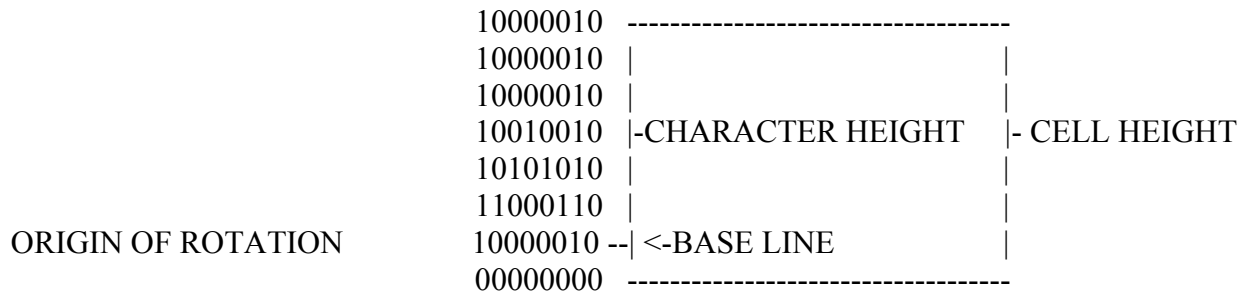 10000010 ------------------------------------
10000010 | |
10000010 | |
10010010 |-CHARACTER HEIGHT |- CELL HEIGHT
10101010 | |
11000110 | |
ORIGIN OF ROTATION 10000010 --| <-BASE LINE |
00000000 ------------------------------------